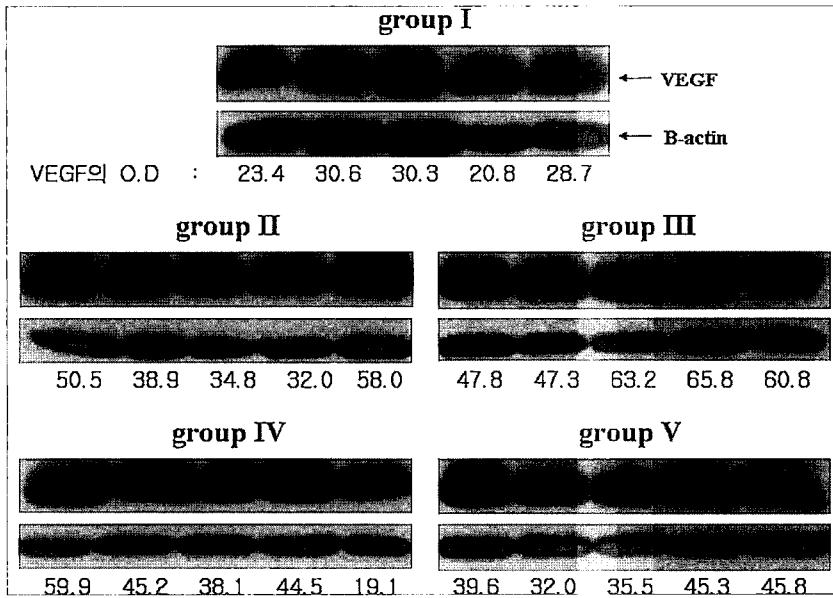 group I
← VEGF
← B-actin
VEGF의 O.D : 23.4 30.6 30.3 20.8 28.7
group II
50.5 38.9 34.8 32.0 58.0
group III
47.8 47.3 63.2 65.8 60.8
group IV
59.9 45.2 38.1 44.5 19.1
group V
39.6 32.0 35.5 45.3 45.8